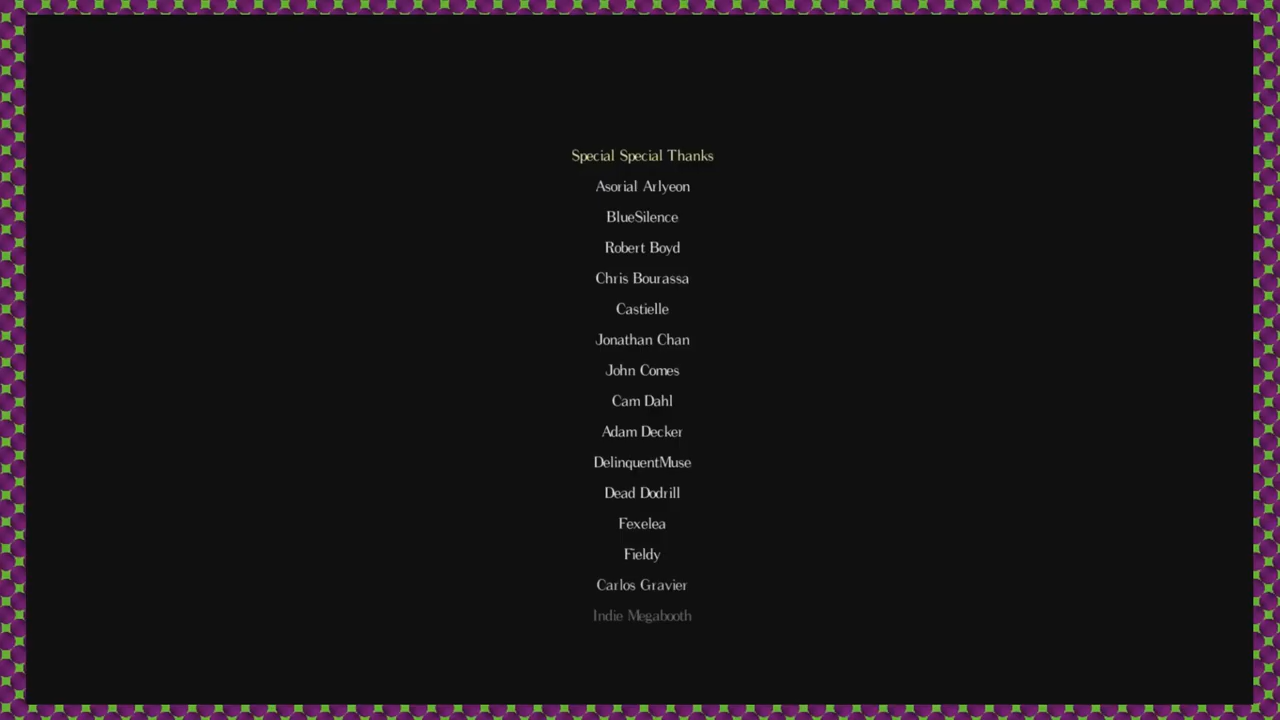 Special Special Thanks
Asorial Arlyeon
BlueSilence
Robert Boyd
Chris Bourassa
Castielle
Jonathan Chan
John Comes
Cam Dahl
Adam Decker
DelinquentMuse
Dead Dodrill
Fexelea
Fieldy
Carlos Gravier
Indie Megabooth